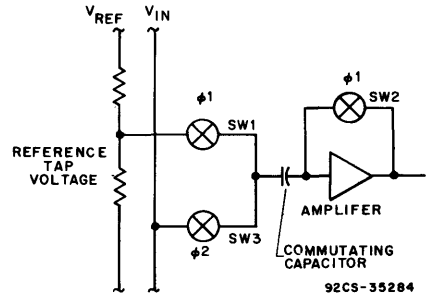 VREF VIN
φ1
φ1
SW1
SW2
REFERENCE
TAP
VOLTAGE
AMPLIFER
φ2
SW3
COMMUTATING
CAPACITOR
92CS-35284